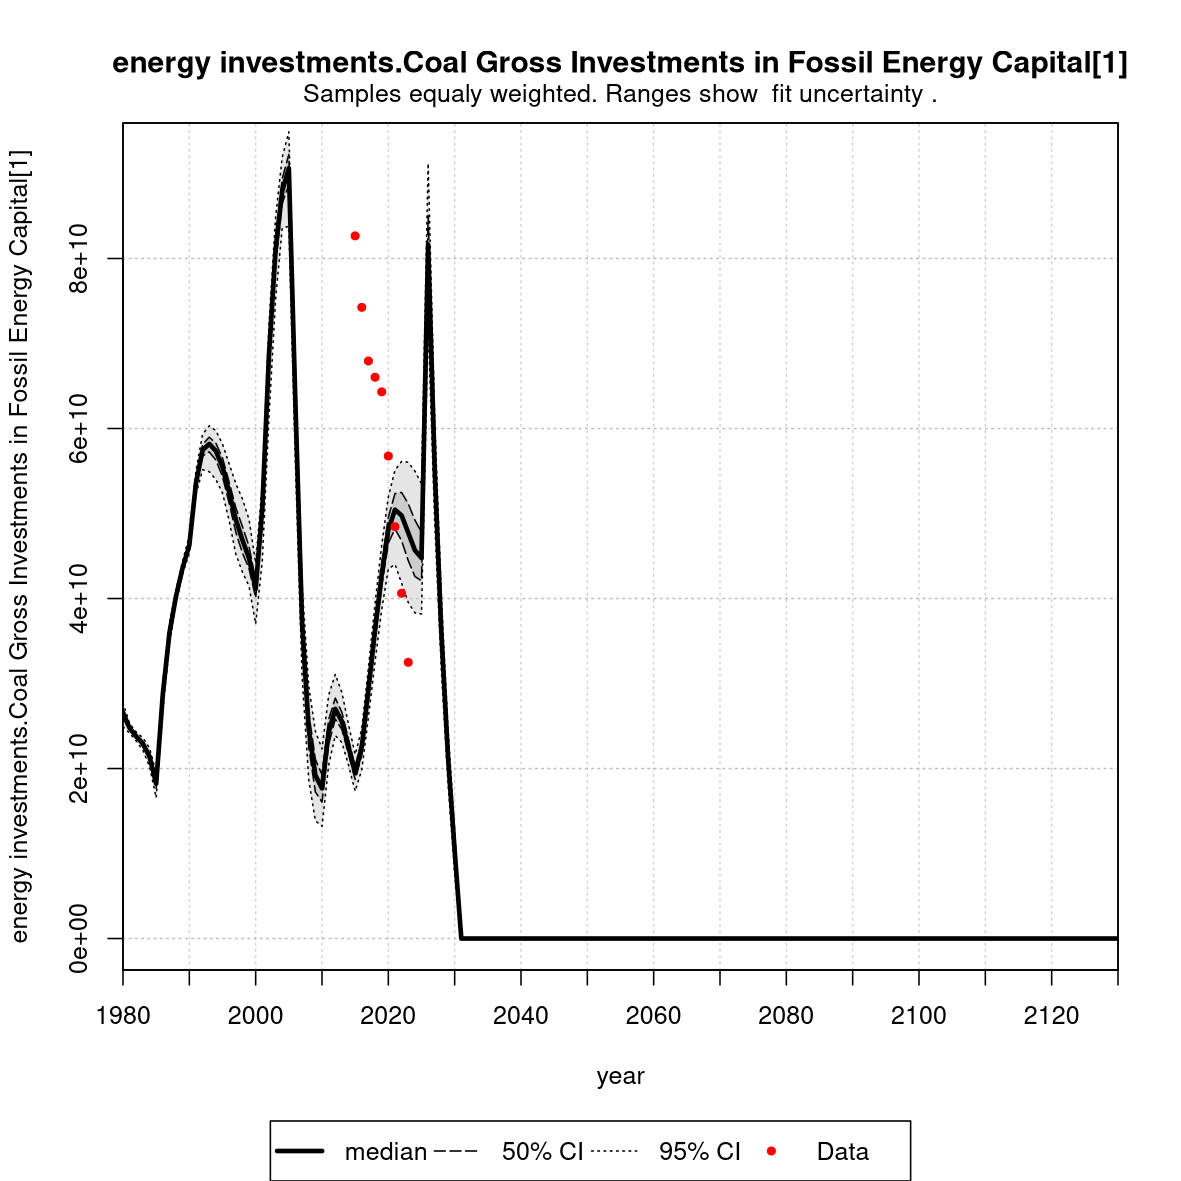 energy investments.Coal Gross Investments in Fossil Energy Capital[1]
Samples equaly weighted. Ranges show  fit uncertainty .
energy investments.Coal Gross Investments in Fossil Energy Capital[1]
8e+10
6e+10
4e+10
2e+10
0e+00
1980 2000 2020 2040 2060 2080 2100 2120
year
median 50% CI 95% CI Data